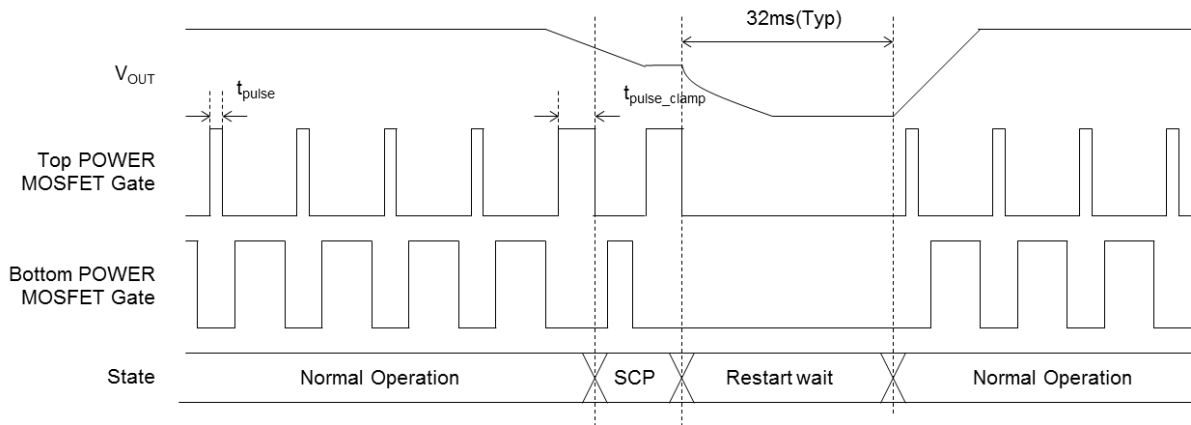 32ms(Typ)
VOUT
tpulse
tpulse_clamp
Top POWER
MOSFET Gate
Bottom POWER
MOSFET Gate
State
Normal Operation
SCP
Restart wait
Normal Operation